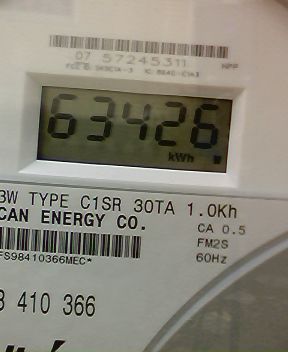 07 57245311
63426
kWh
3W TYPE C1SR 30TA 1.0Kh
CAN ENERGY CO.
CA 0.5
FM2S
60Hz
FS98410366MEC*
410 366